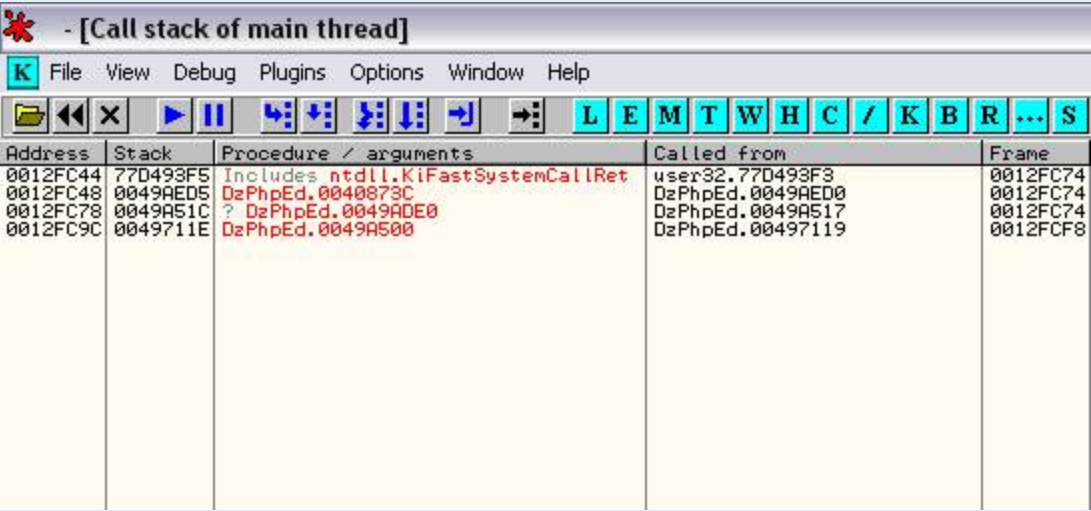 - [Call stack of main thread]
K File View Debug Plugins Options Window Help
L E M T W H C / K B R ... S
Address Stack Procedure / arguments Called from Frame
0012FC44 77D493F5 Includes ntdll.KiFastSystemCallRet user32.77D493F3 0012FC74
0012FC48 0049AED5 DzPhpEd.0040873C DzPhpEd.0049AED0 0012FC74
0012FC78 0049A51C ? DzPhpEd.0049ADE0 DzPhpEd.0049A517 0012FC74
0012FC9C 0049711E DzPhpEd.0049A500 DzPhpEd.00497119 0012FCF8